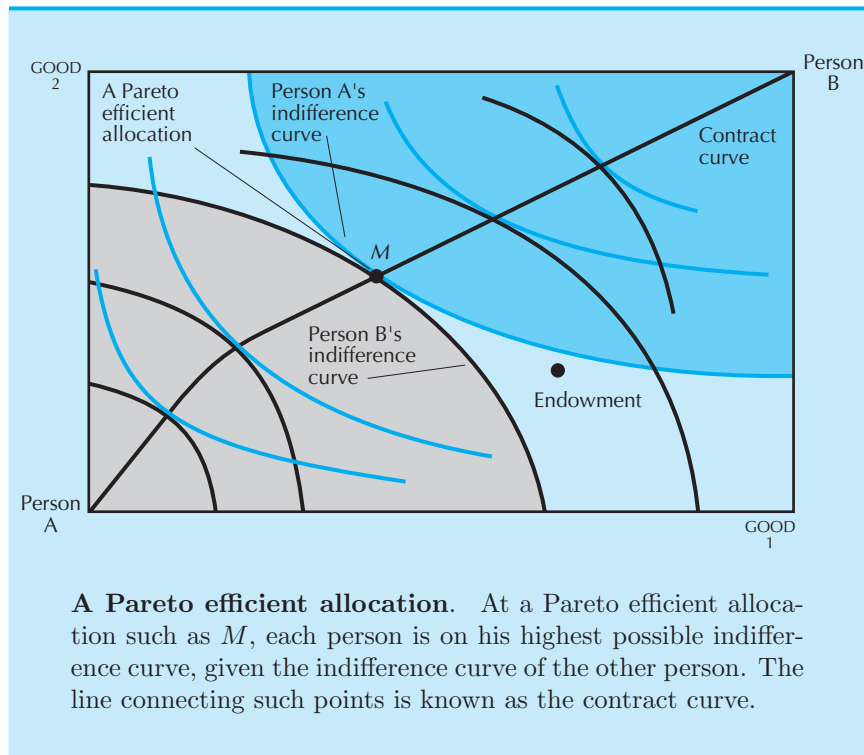 GOOD
2
A Pareto
efficient
allocation
Person A's
indifference
curve
Person
B
Contract
curve
M
Person B's
indifference
curve
Endowment
Person
A
GOOD
1
A Pareto efficient allocation. At a Pareto efficient alloca-
tion such as M, each person is on his highest possible indiffer-
ence curve, given the indifference curve of the other person. The
line connecting such points is known as the contract curve.